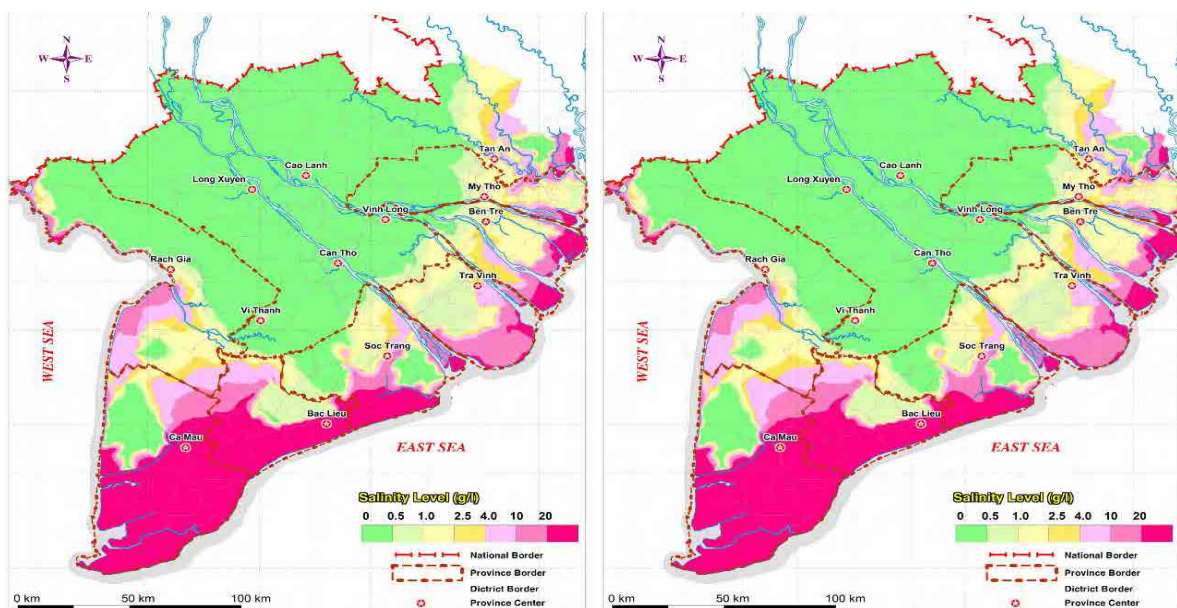 N
W E
S
Tan An
Cao Lanh
Long Xuyen
My Tho
Vinh Long
Bến Tre
Can Tho
Rach Gia
Tra Vinh
Vi Thanh
WEST SEA
Soc Trang
Bac Lieu
Ca Mau
EAST SEA
Salinity Level (g/l)
0 0.5 1.0 2.5 4.0 10 20
National Border
Province Border
District Border
Province Center
0 km 50 km 100 km
N
W E
S
Tan An
Cao Lanh
Long Xuyen
My Tho
Vinh Long
Bến Tre
Can Tho
Rach Gia
Tra Vinh
Vi Thanh
WEST SEA
Soc Trang
Bac Lieu
Ca Mau
EAST SEA
Salinity Level (g/l)
0 0.5 1.0 2.5 4.0 10 20
National Border
Province Border
District Border
Province Center
0 km 50 km 100 km